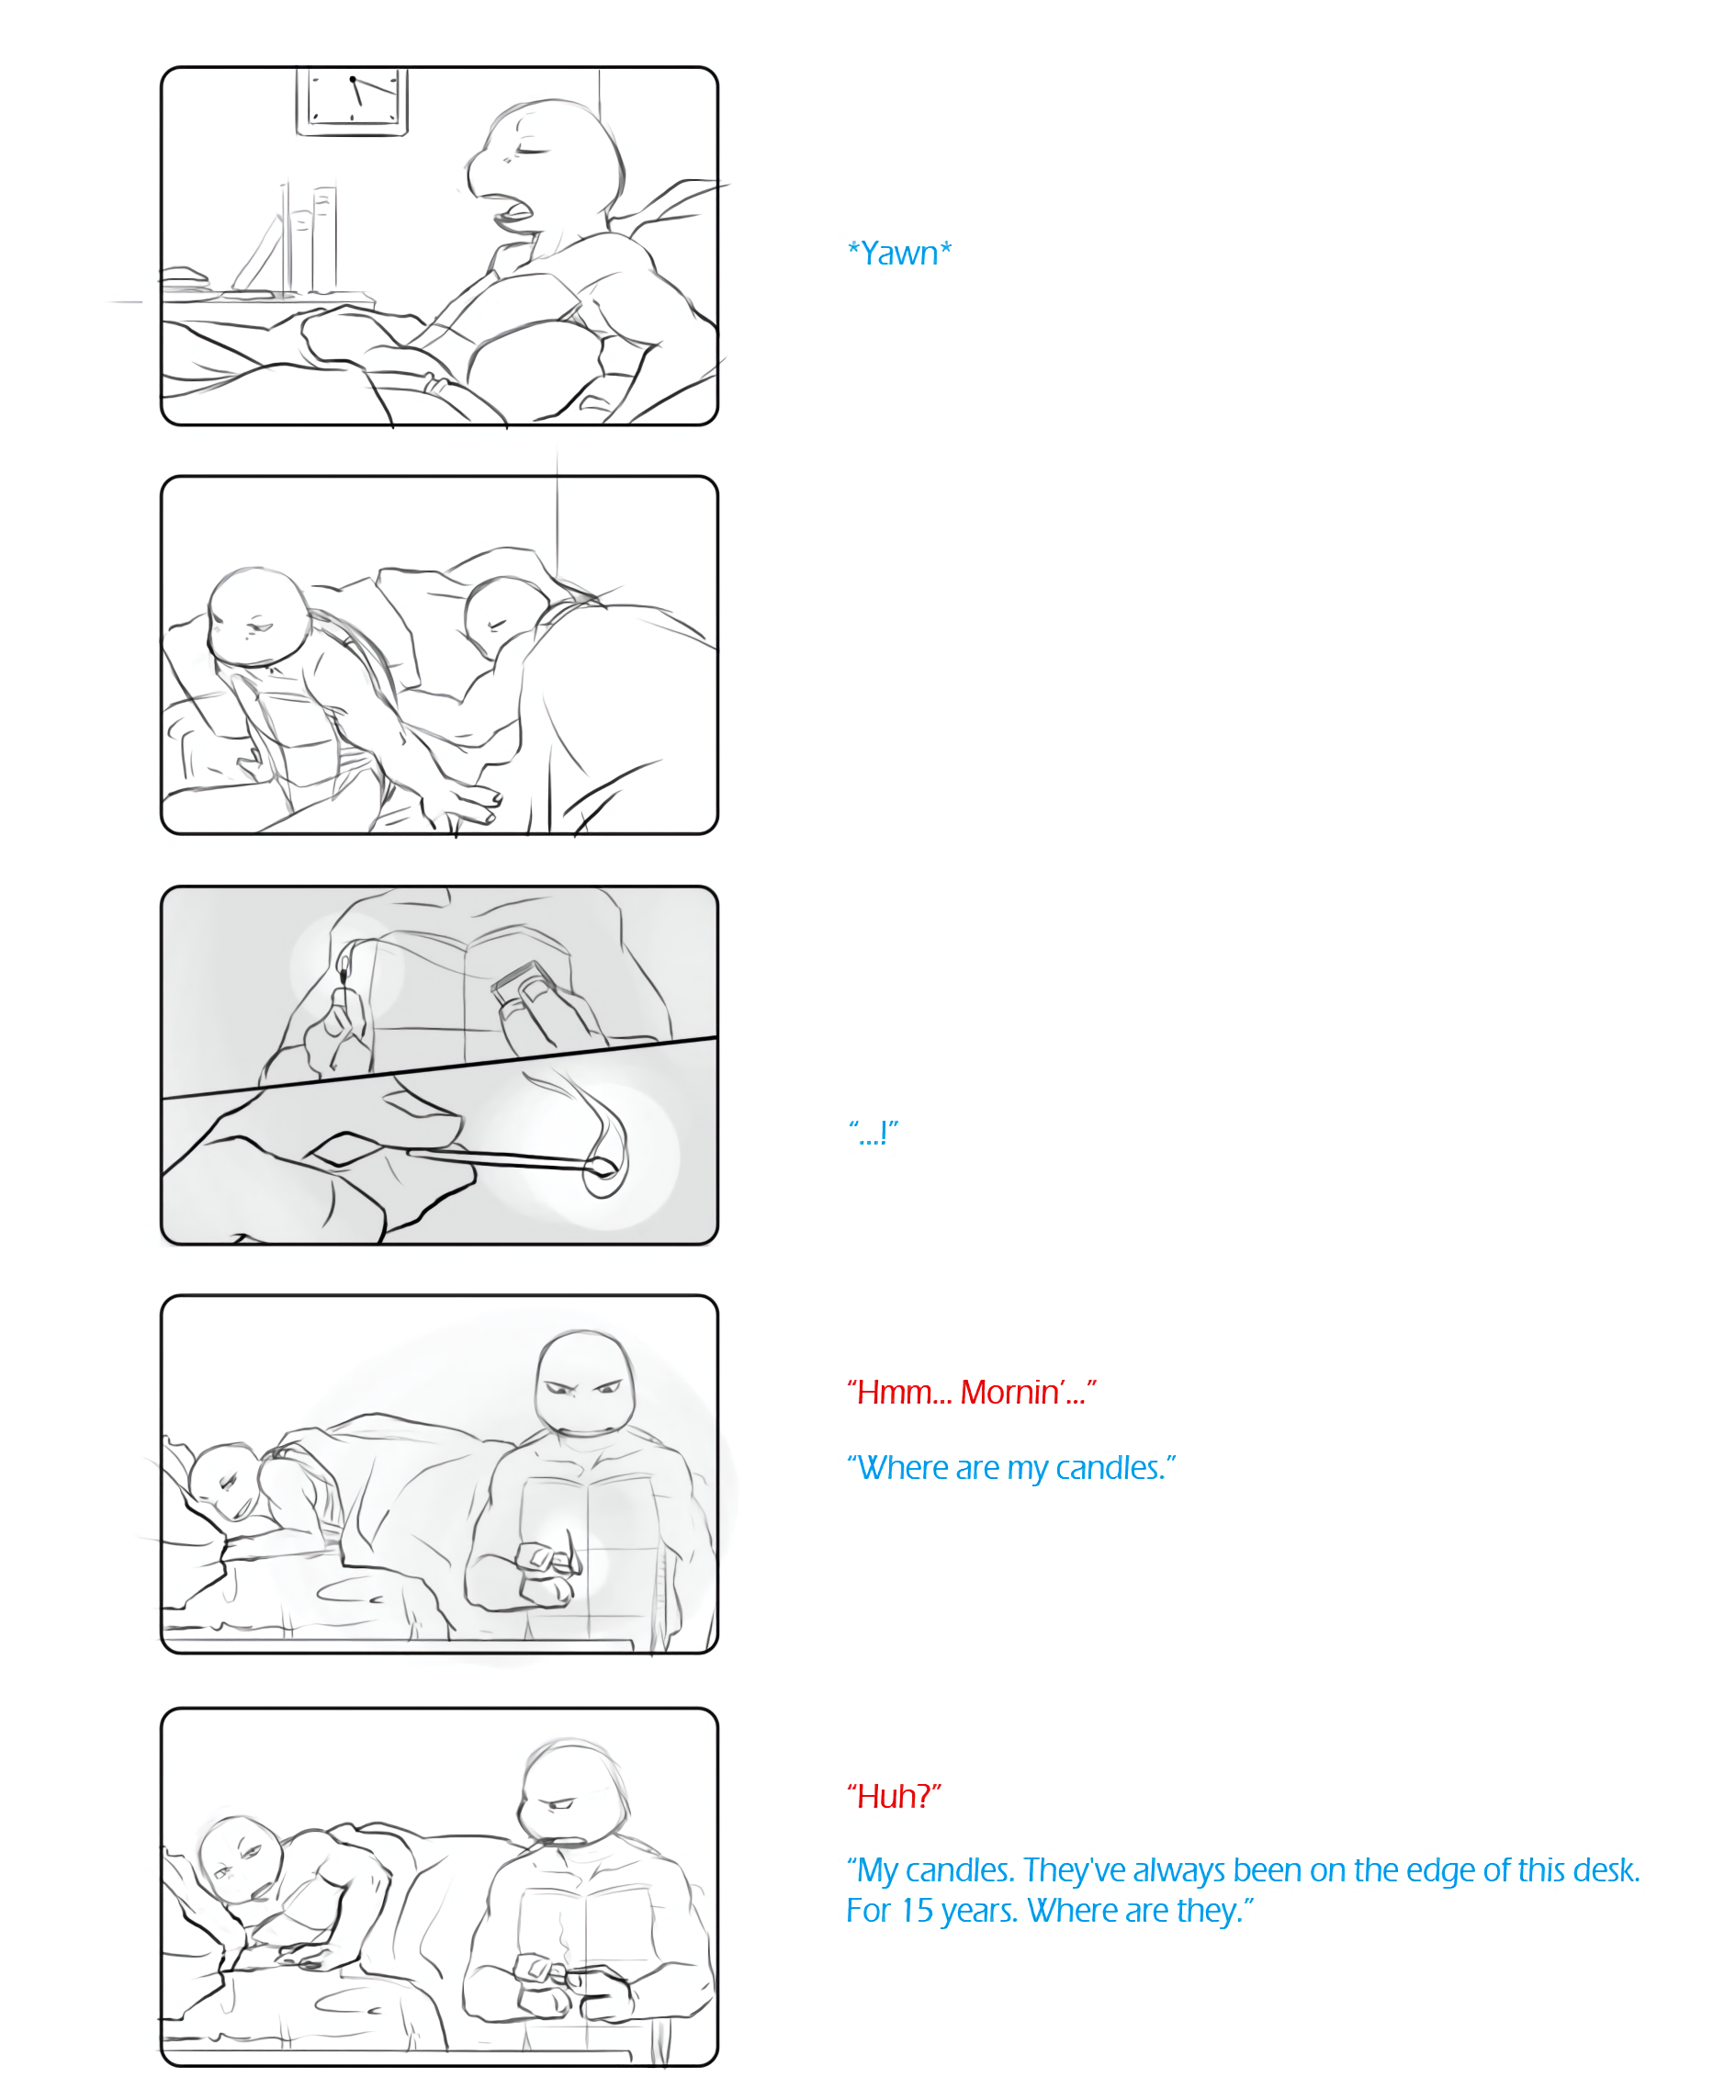 *Yawn*
“...!”
“Hmm... Mornin’...”
“Where are my candles.”
“Huh?”
“My candles. They've always been on the edge of this desk.
For 15 years. Where are they.”